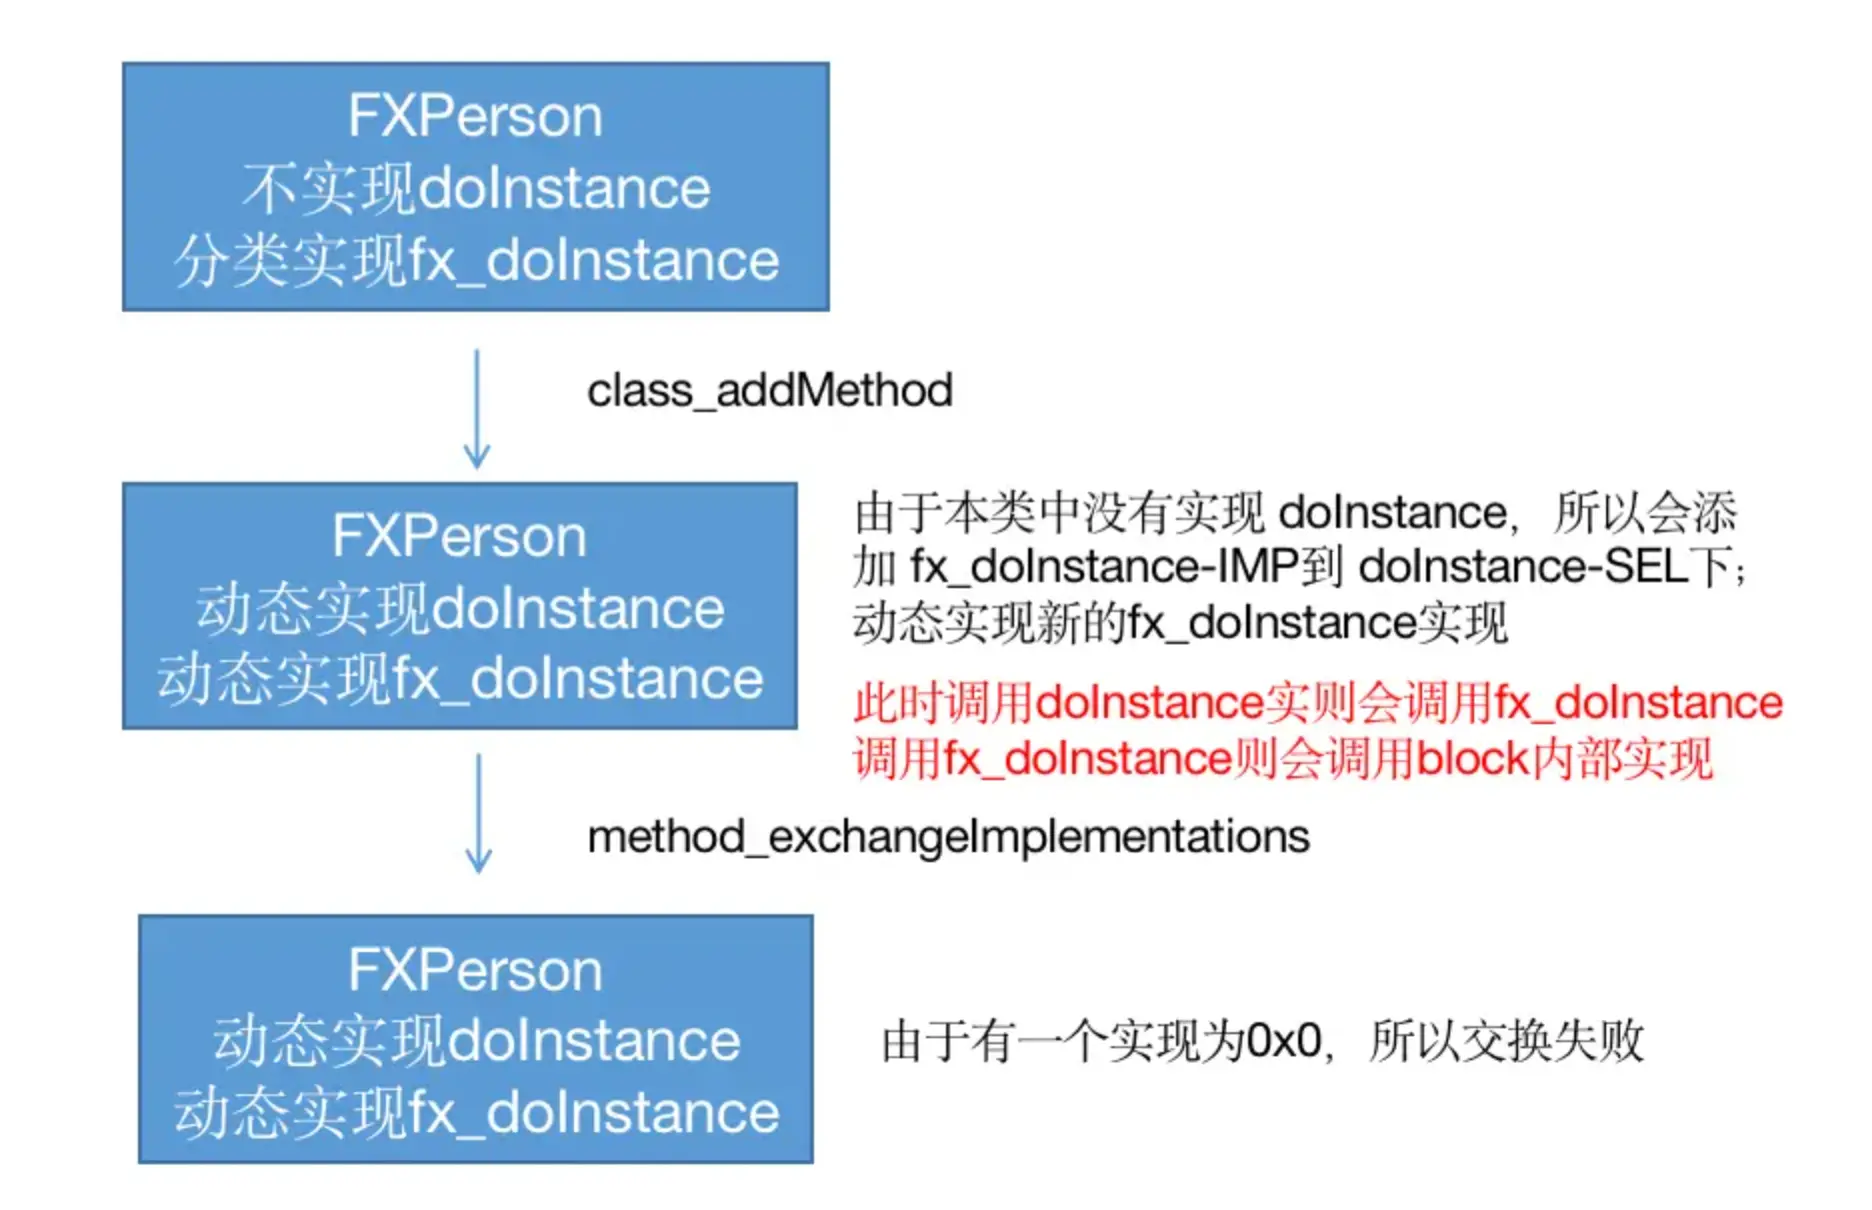 FXPerson
不实现doInstance
分类实现fx_doInstance
class_addMethod
FXPerson
动态实现doInstance
动态实现fx_doInstance
由于本类中没有实现 doInstance，所以会添
加 fx_doInstance-IMP到 doInstance-SEL下；
动态实现新的fx_doInstance实现
此时调用doInstance实则会调用fx_doInstance
调用fx_doInstance则会调用block内部实现
method_exchangeImplementations
FXPerson
动态实现doInstance
动态实现fx_doInstance
由于有一个实现为0x0，所以交换失败